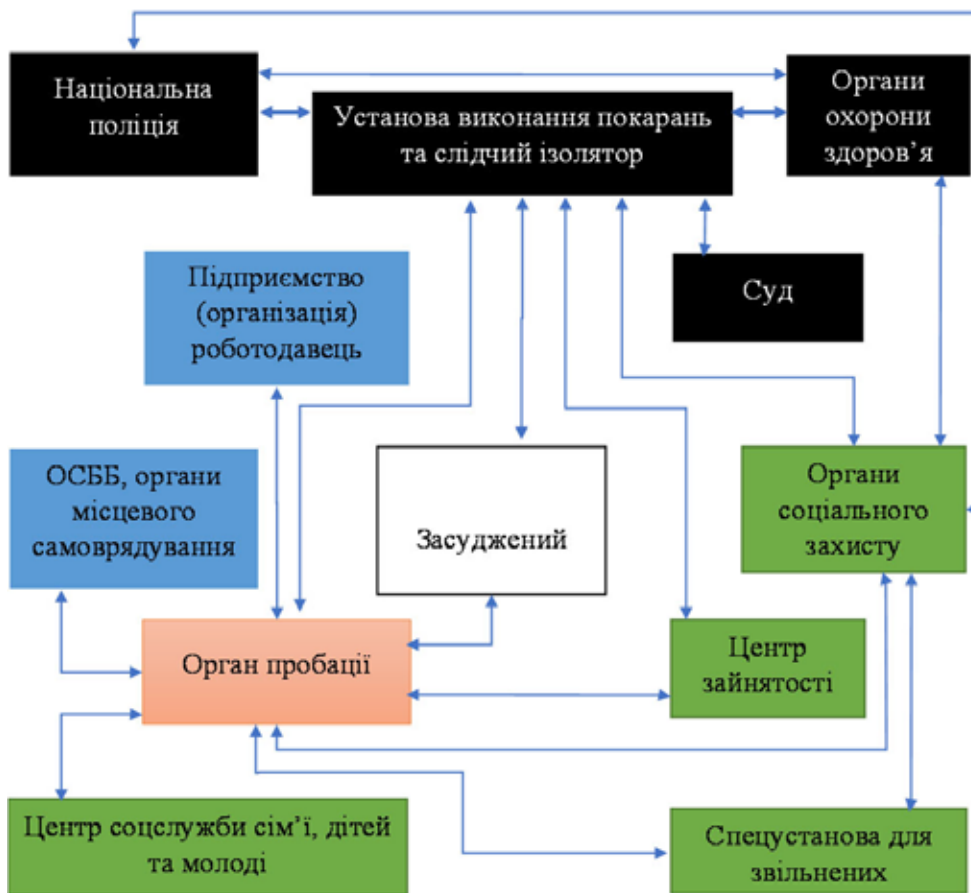 Національна
поліція
Установа виконання покарань
та слідчий ізолятор
Органи
охорони
здоров’я
Підприємство
(організація)
роботодавець
Суд
ОСББ, органи
місцевого
самоврядування
Засуджений
Органи
соціального
захисту
Орган пробації
Центр
зайнятості
Центр соцслужби сім’ї, дітей
та молоді
Спецустанова для
звільнених